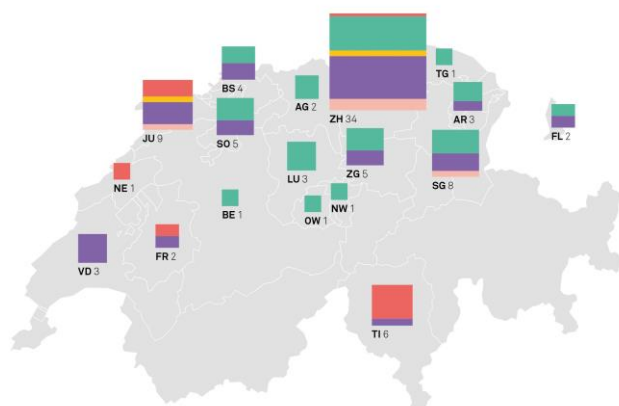 BS 4
TG 1
AG 2
ZH 34
AR 3
FL 2
JU 9
SO 5
LU 3
ZG 5
SG 8
NE 1
BE 1
OW 1
NW 1
VD 3
FR 2
TI 6